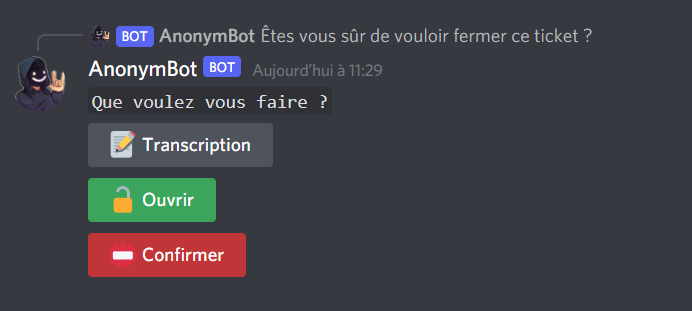 BOT AnonymBot Êtes vous sûr de vouloir fermer ce ticket ?
AnonymBot BOT Aujourd'hui à 11:29
Que voulez vous faire ?
Transcription
Ouvrir
Confirmer